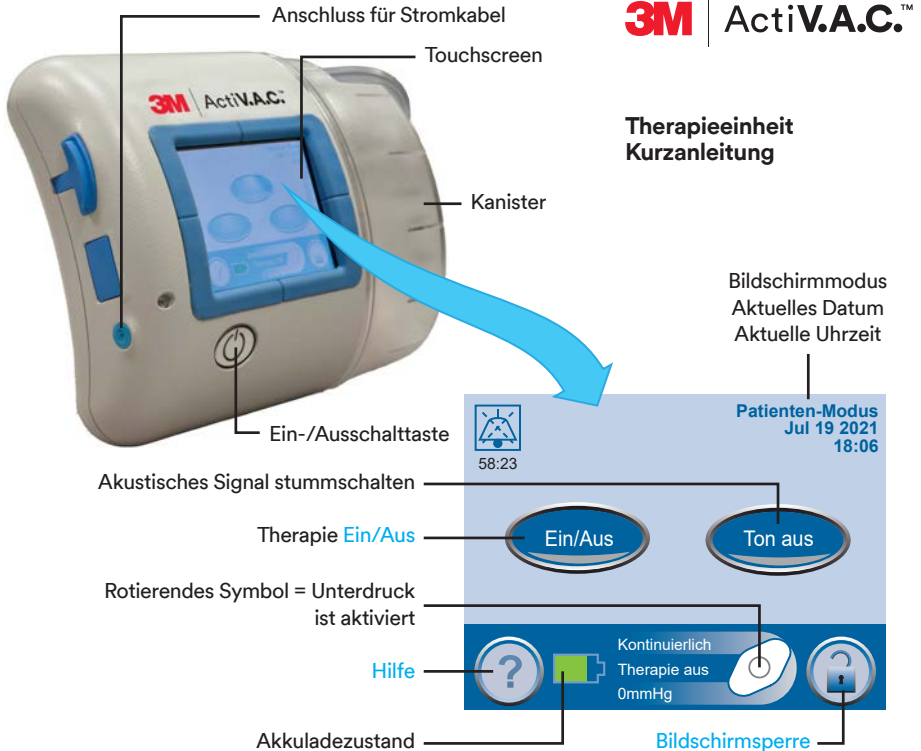 Anschluss für Stromkabel
Touchscreen
3M ActiV.A.C.™
3M ActiV.A.C.™
Therapieeinheit
Kurzanleitung
Kanister
Bildschirmmodus
Aktuelles Datum
Aktuelle Uhrzeit
Ein-/Ausschalttaste
Patienten-Modus
Jul 19 2021
18:06
58:23
Akustisches Signal stummschalten
Therapie Ein/Aus
Ein/Aus
Ton aus
Rotierendes Symbol = Unterdruck
ist aktiviert
Hilfe
?
Kontinuierlich
Therapie aus
0mmHg
Akkuladezustand
Bildschirmsperre